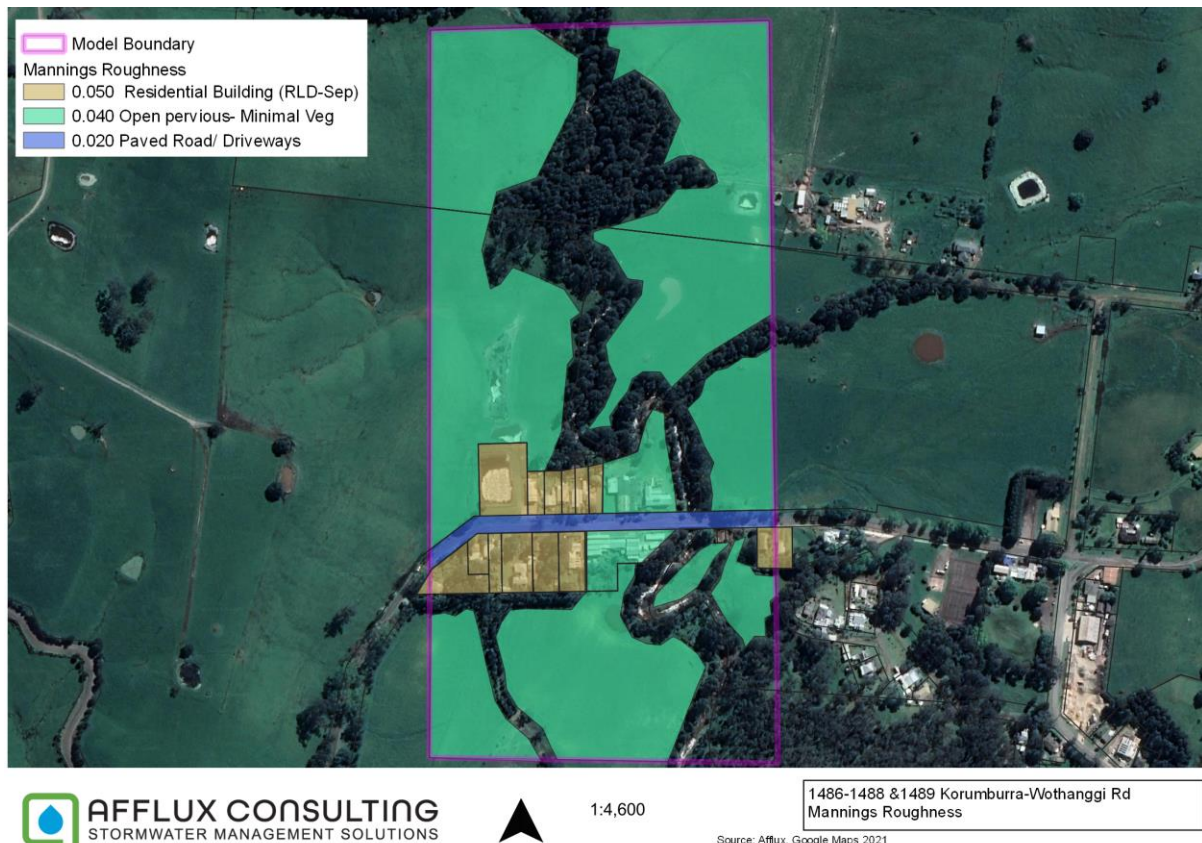 Model Boundary
Mannings Roughness
0.050 Residential Building (RLD-Sep)
0.040 Open pervious- Minimal Veg
0.020 Paved Road/ Driveways
AFFLUX CONSULTING
STORMWATER MANAGEMENT SOLUTIONS
1:4,600
1486-1488 &1489 Korumburra-Wothanggi Rd
Mannings Roughness
Source: Afflux, Google Maps 2021